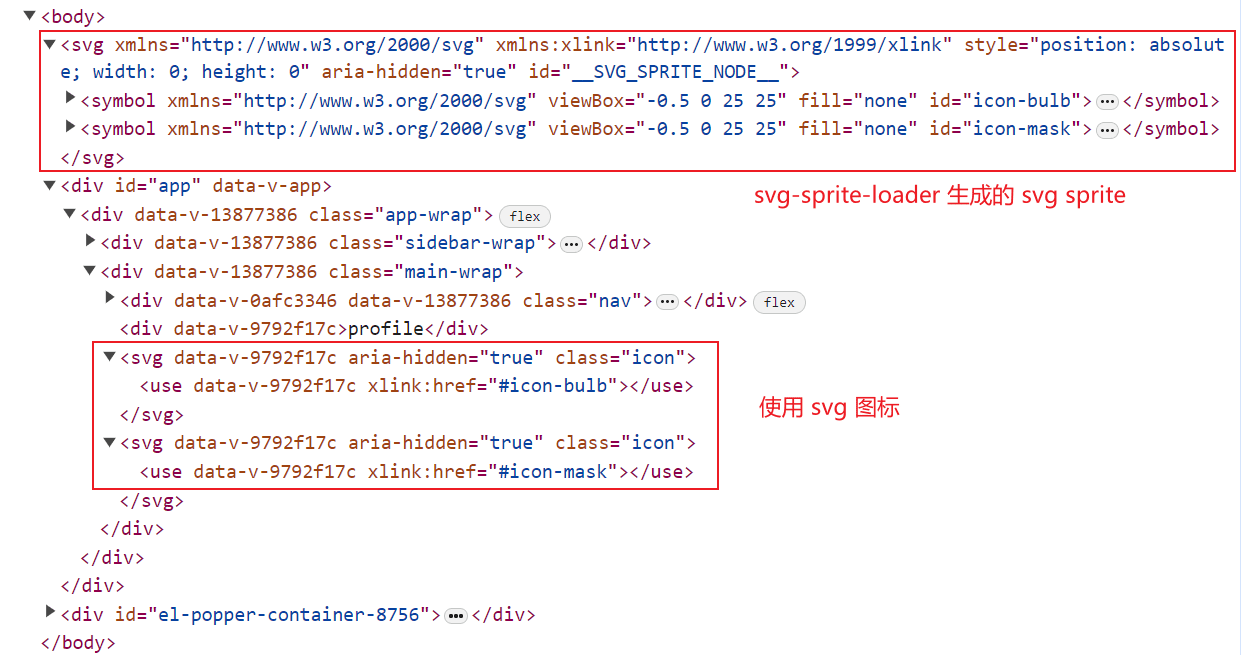 ▼<body>
▼<svg xmlns="http://www.w3.org/2000/svg" xmlns:xlink="http://www.w3.org/1999/xlink" style="position: absolut
e; width: 0; height: 0" aria-hidden="true" id="__SVG_SPRITE_NODE__">
▶<symbol xmlns="http://www.w3.org/2000/svg" viewBox="-0.5 0 25 25" fill="none" id="icon-bulb">…</symbol>
▶<symbol xmlns="http://www.w3.org/2000/svg" viewBox="-0.5 0 25 25" fill="none" id="icon-mask">…</symbol>
</svg>
▼<div id="app" data-v-app>
svg-sprite-loader 生成的 svg sprite
▼<div data-v-13877386 class="app-wrap"> flex
▶<div data-v-13877386 class="sidebar-wrap">…</div>
▼<div data-v-13877386 class="main-wrap">
▶<div data-v-0afc3346 data-v-13877386 class="nav">…</div> flex
<div data-v-9792f17c>profile</div>
▼<svg data-v-9792f17c aria-hidden="true" class="icon">
<use data-v-9792f17c xlink:href="#icon-bulb"></use>
使用 svg 图标
</svg>
▼<svg data-v-9792f17c aria-hidden="true" class="icon">
<use data-v-9792f17c xlink:href="#icon-mask"></use>
</svg>
</div>
</div>
</div>
▶<div id="el-popper-container-8756">…</div>
</body>